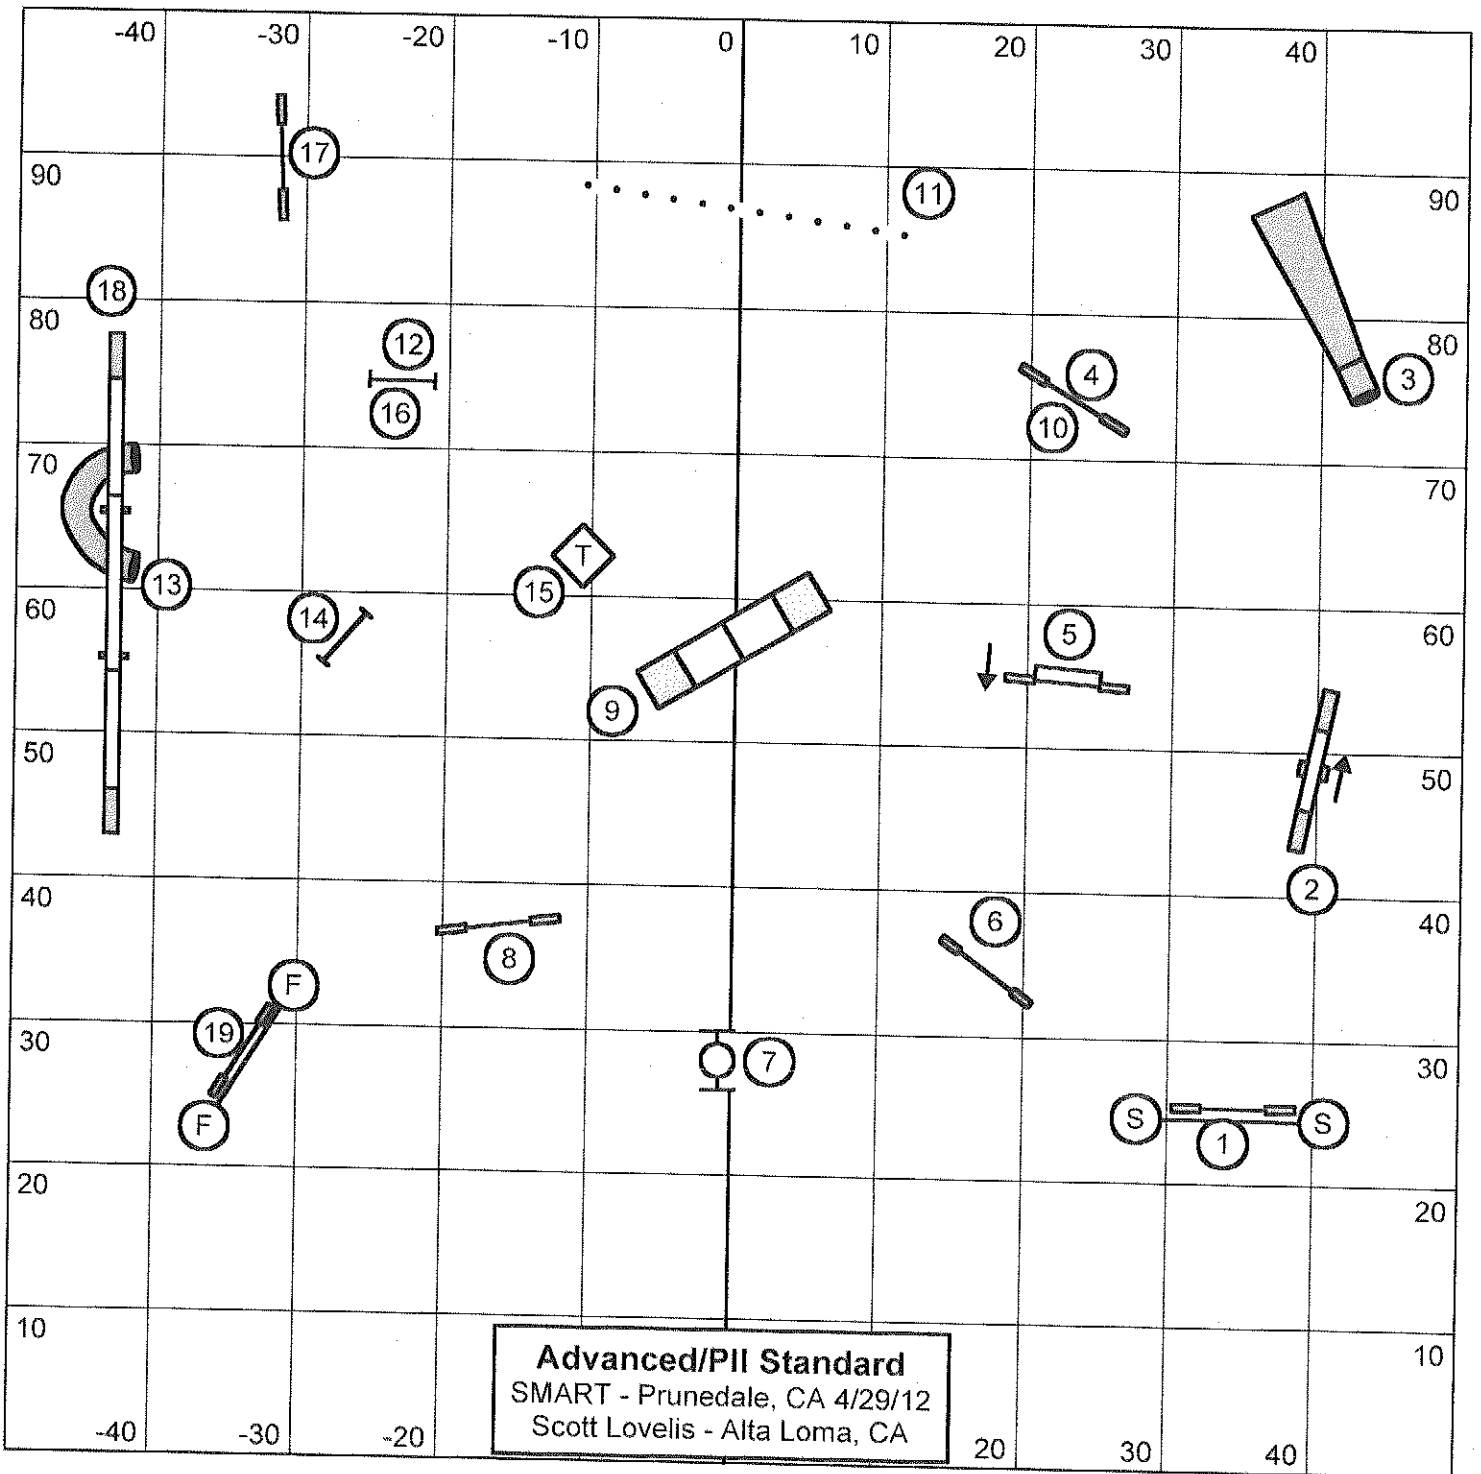 -40 -30 -20 -10 0 10 20 30 40
17
11
90 90
18
80 80
12 4 3
16 10
70 70
T
13 15
60 14 5 60
9
50 50
2
40 6 40
8
F
19
30 7 30
F S 1 S
20 20
10 10
Advanced/PII Standard
SMART - Prunedale, CA 4/29/12
Scott Lovelis - Alta Loma, CA
-40 -30 -20 20 30 40